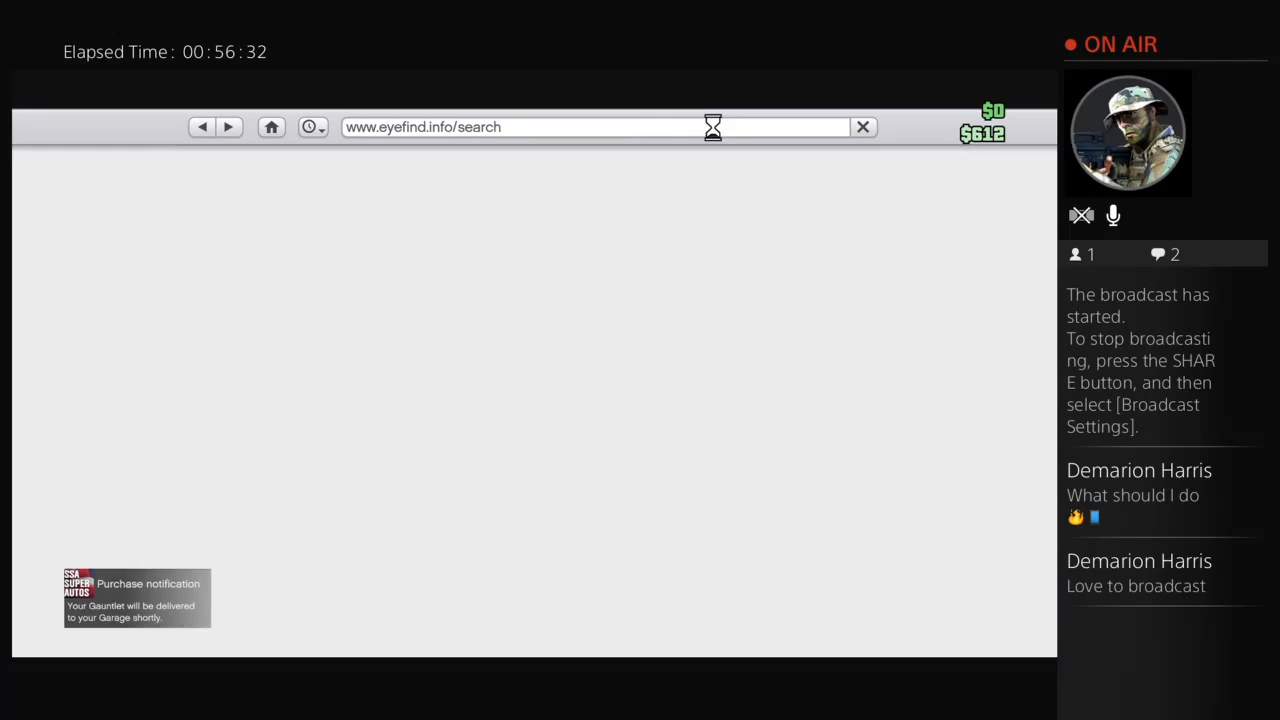 Elapsed Time: 00:56:32
ON AIR
www.eyefind.info/search
$0
$612
1
2
The broadcast has
started.
To stop broadcasti
ng, press the SHAR
E button, and then
select [Broadcast
Settings].
Demarion Harris
What should I do
Demarion Harris
Love to broadcast
SSA
SUPER
AUTOS
Purchase notification
Your Gauntlet will be delivered
to your Garage shortly.